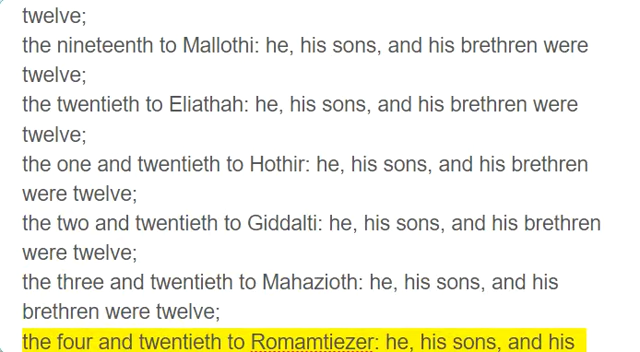 twelve;
the nineteenth to Mallothi: he, his sons, and his brethren were
twelve;
the twentieth to Eliathah: he, his sons, and his brethren were
twelve;
the one and twentieth to Hothir: he, his sons, and his brethren
were twelve;
the two and twentieth to Giddalti: he, his sons, and his brethren
were twelve;
the three and twentieth to Mahazioth: he, his sons, and his
brethren were twelve;
the four and twentieth to Romamtiezer: he, his sons, and his